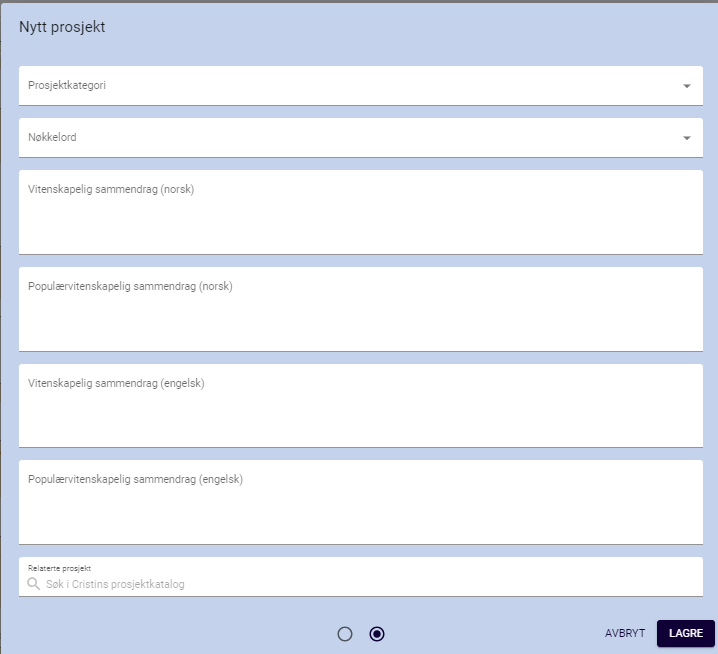 Nytt prosjekt
Prosjektkategori
Nøkkelord
Vitenskapelig sammendrag (norsk)
Populærvitenskapelig sammendrag (norsk)
Vitenskapelig sammendrag (engelsk)
Populærvitenskapelig sammendrag (engelsk)
Relaterte prosjekt
Søk i Cristins prosjektkatalog
AVBRYT LAGRE